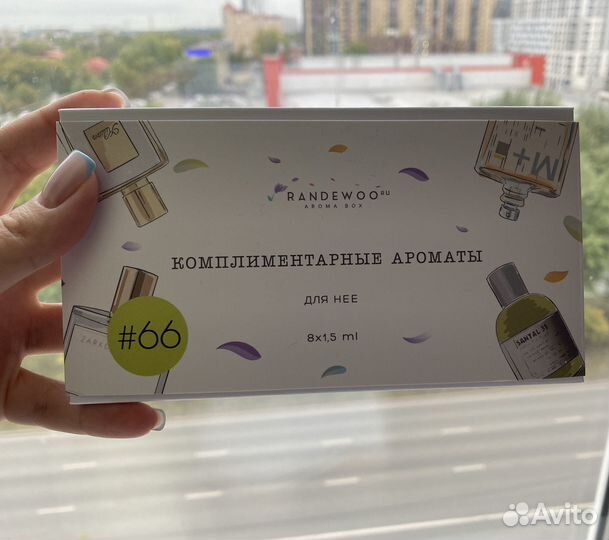 RANDEWOO RU
AROMA BOX
КОМПЛИМЕНТАРНЫЕ АРОМАТЫ
ДЛЯ НЕЕ
8x1,5 ml
#66
M+
SANTAL 33
Avito